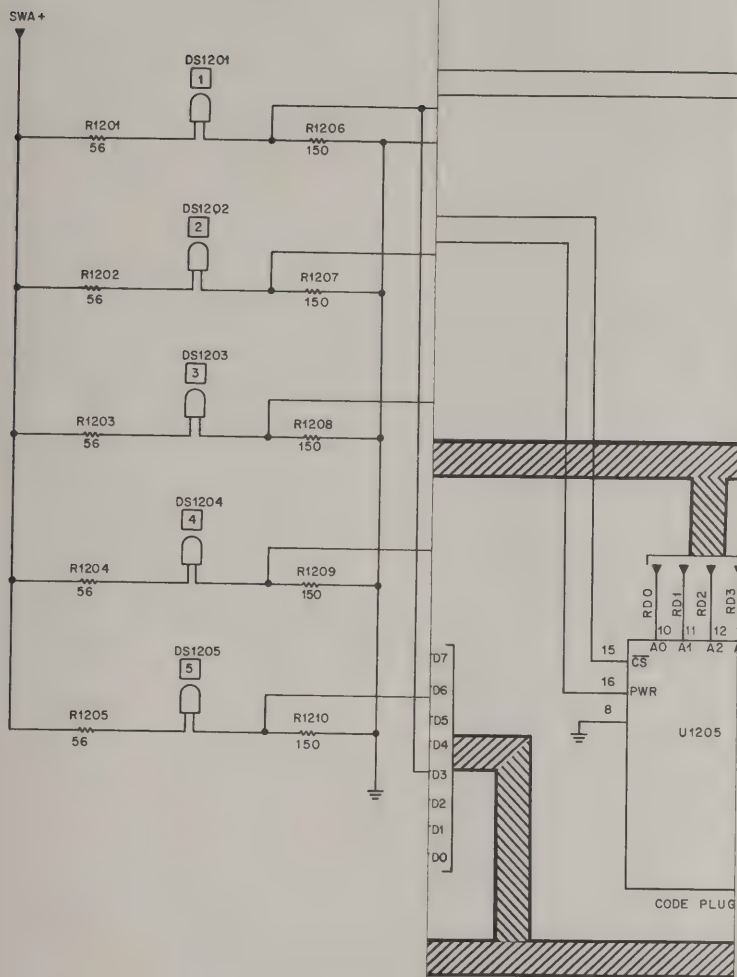 SWA+
DS1201
1
R1201
56
R1206
150
DS1202
2
R1202
56
R1207
150
DS1203
3
R1203
56
R1208
150
DS1204
4
R1204
56
R1209
150
DS1205
5
R1205
56
R1210
150
D7
D6
D5
D4
D3
D2
D1
D0
RD0
RD1
RD2
RD3
10 11 12
A0 A1 A2 A
15
CS
16
PWR
8
U1205
CODE PLUG